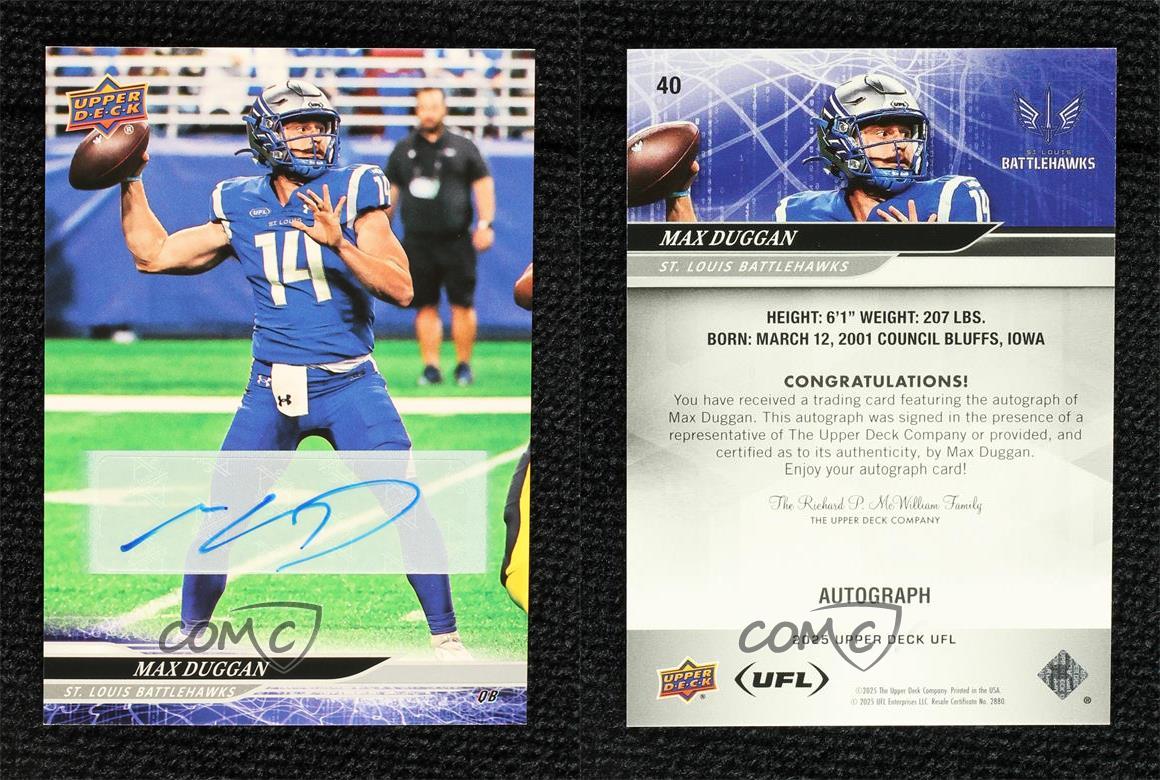 UPPER
D·E·C·K
®
14
UFL
ST. LOUIS
14
MAX DUGGAN
ST. LOUIS BATTLEHAWKS
QB
COMC
40
UFL
ST. LOUIS
BATTLEHAWKS
14
MAX DUGGAN
ST. LOUIS BATTLEHAWKS
HEIGHT: 6'1" WEIGHT: 207 LBS.
BORN: MARCH 12, 2001 COUNCIL BLUFFS, IOWA
CONGRATULATIONS!
You have received a trading card featuring the autograph of
Max Duggan. This autograph was signed in the presence of a
representative of The Upper Deck Company or provided, and
certified as to its authenticity, by Max Duggan.
Enjoy your autograph card!
The Richard P. McWilliam Family
THE UPPER DECK COMPANY
AUTOGRAPH
COMC
2025 UPPER DECK UFL
UPPER
D·E·C·K
®
(UFL)
©2025 The Upper Deck Company. Printed in the USA.
© 2025 UFL Enterprises LLC. Resale Certificate No. 2880.
®